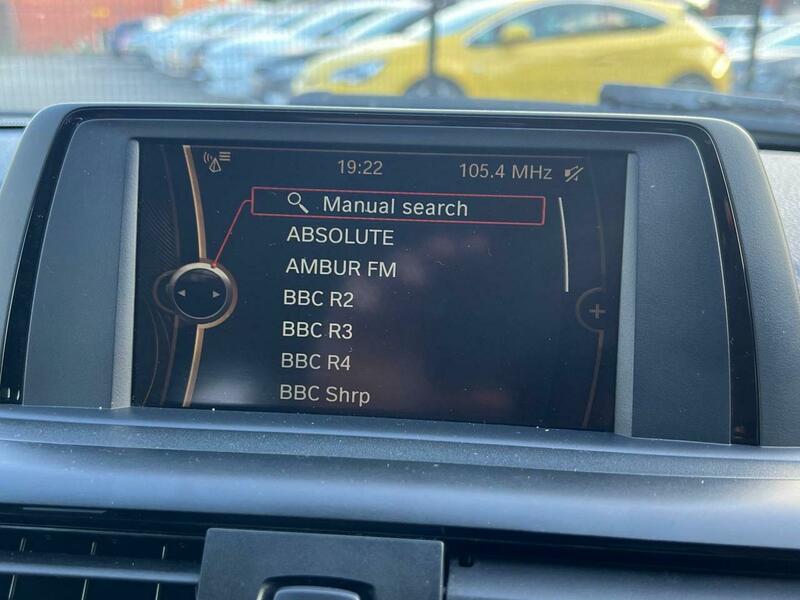 19:22 105.4 MHz
Manual search
ABSOLUTE
AMBUR FM
BBC R2
BBC R3
BBC R4
BBC Shrp